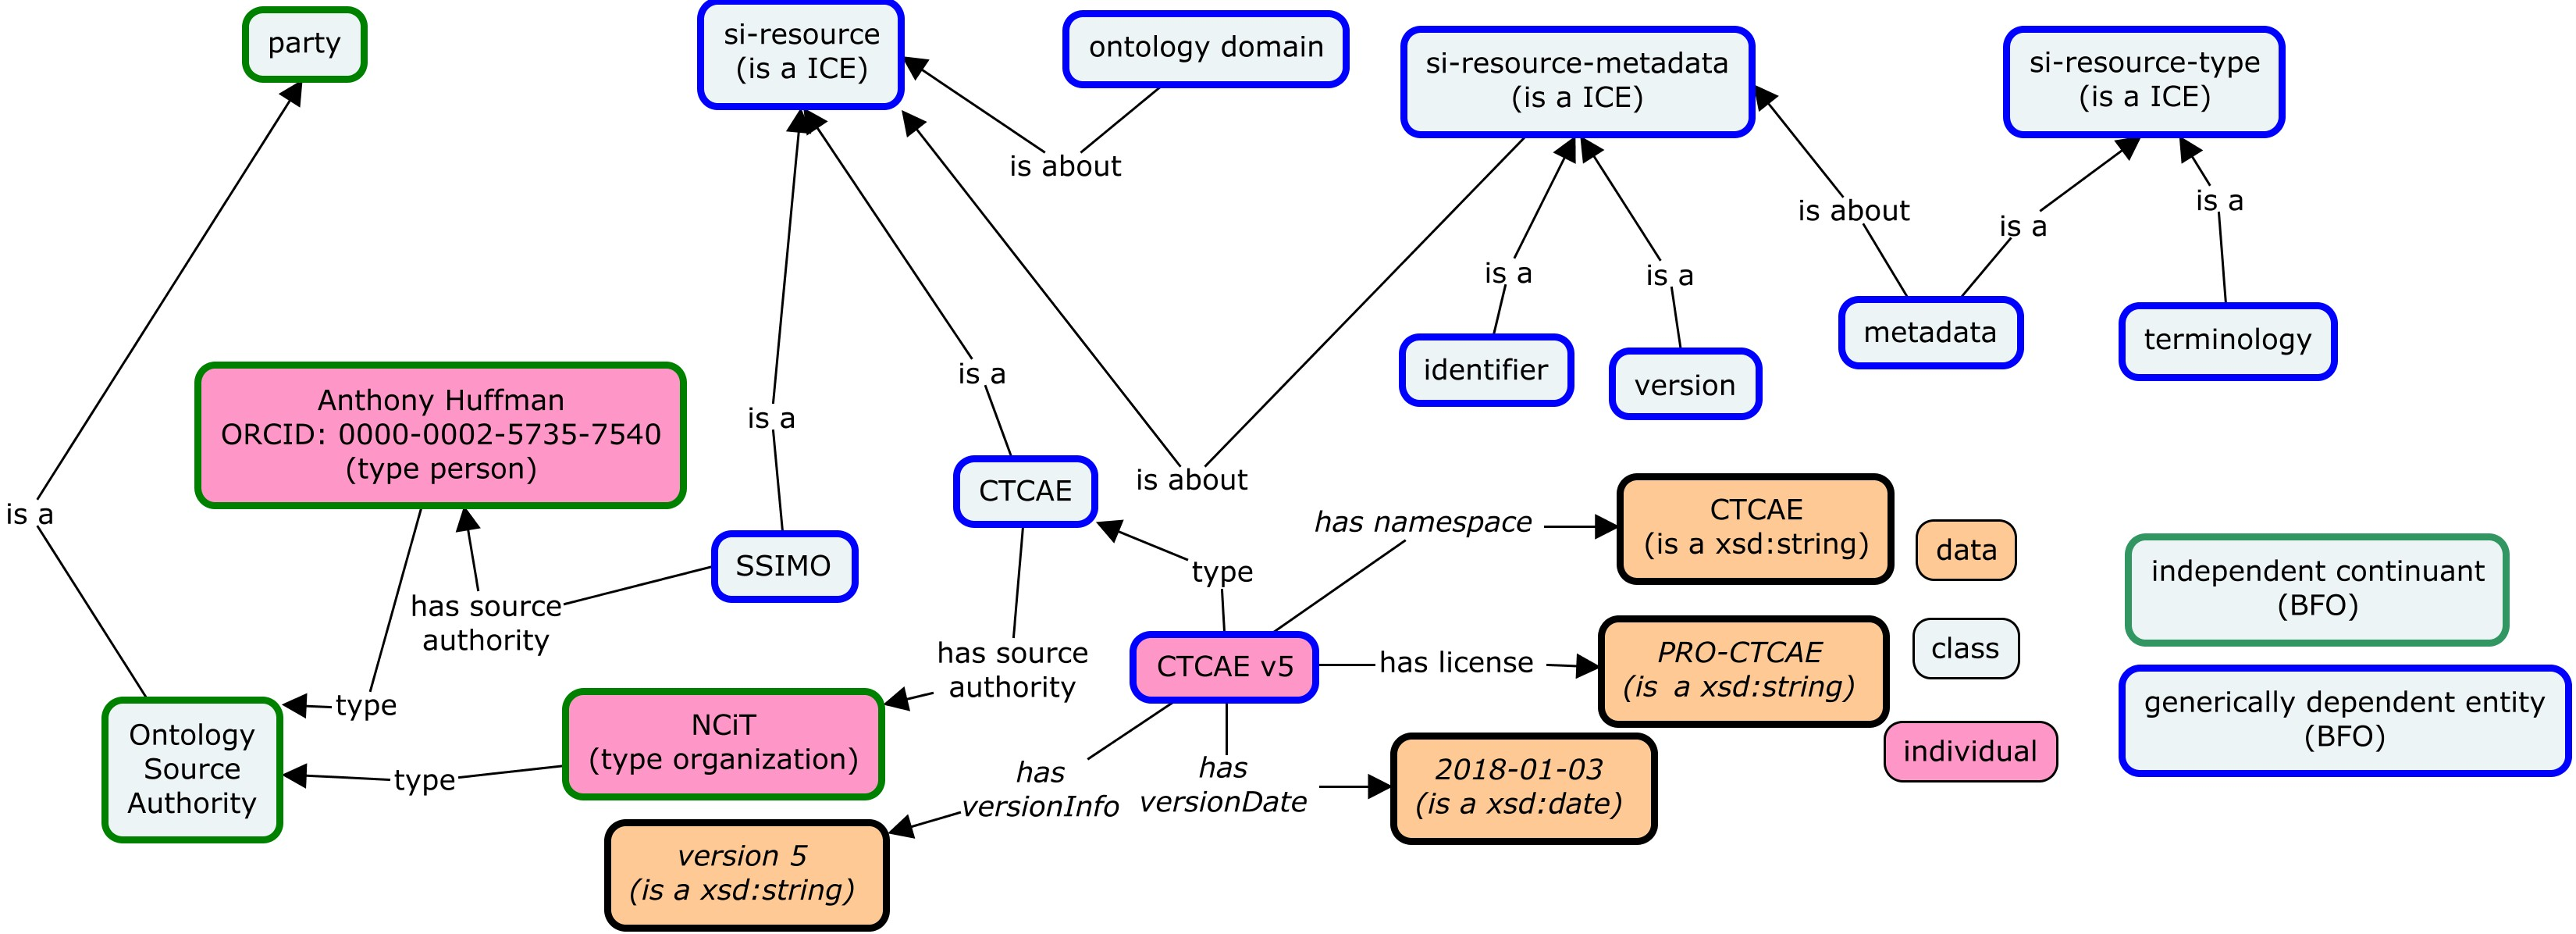 party
si-resource
(is a ICE)
ontology domain
si-resource-metadata
(is a ICE)
si-resource-type
(is a ICE)
is about
is about
is a
is a
is a
is a
identifier
version
metadata
terminology
Anthony Huffman
ORCID: 0000-0002-5735-7540
(type person)
is a
is a
is a
CTCAE
is about
SSIMO
has source
authority
type
has namespace
CTCAE
(is a xsd:string)
data
independent continuant
(BFO)
class
has source
authority
CTCAE v5
has license
PRO-CTCAE
(is a xsd:string)
generically dependent entity
(BFO)
individual
type
Ontology
Source
Authority
type
NCiT
(type organization)
has
versionInfo
has
versionDate
2018-01-03
(is a xsd:date)
version 5
(is a xsd:string)